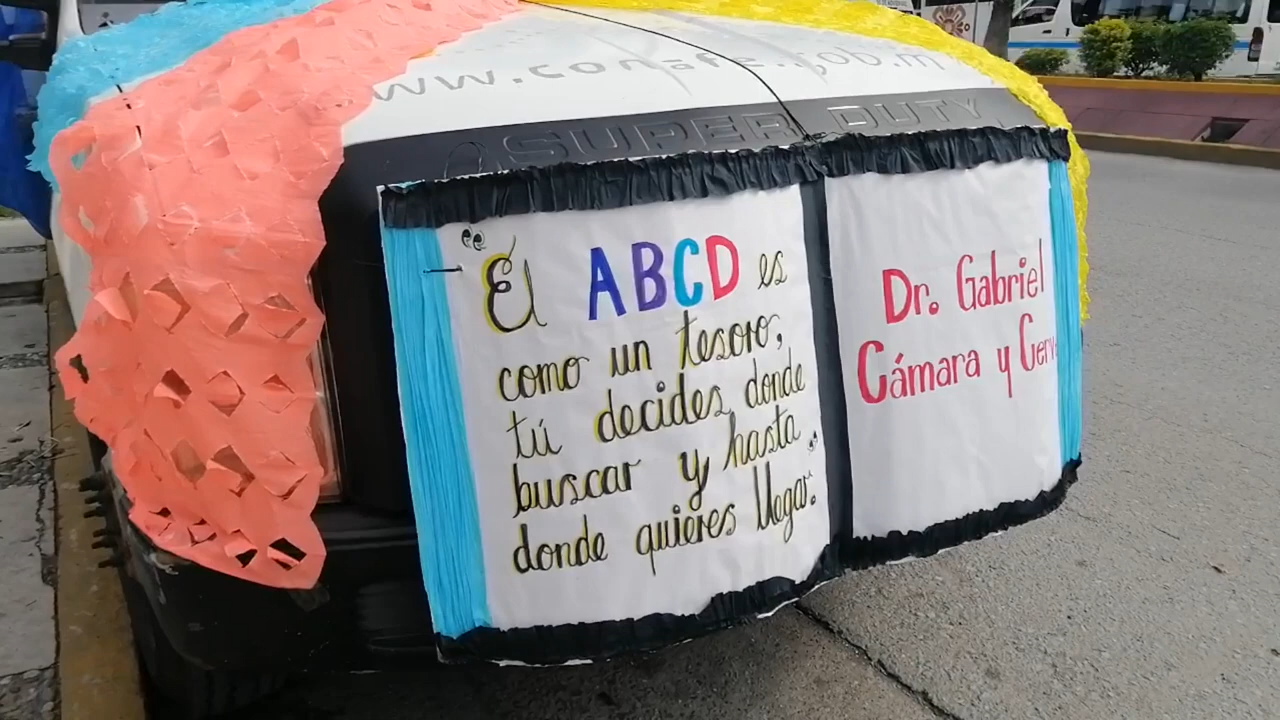 www.conafe.gob.m
SUPER DUTY
“El ABCD es
como un tesoro,
tú decides donde
buscar y hasta
donde quieres llegar.”
Dr. Gabriel
Cámara y Cerv